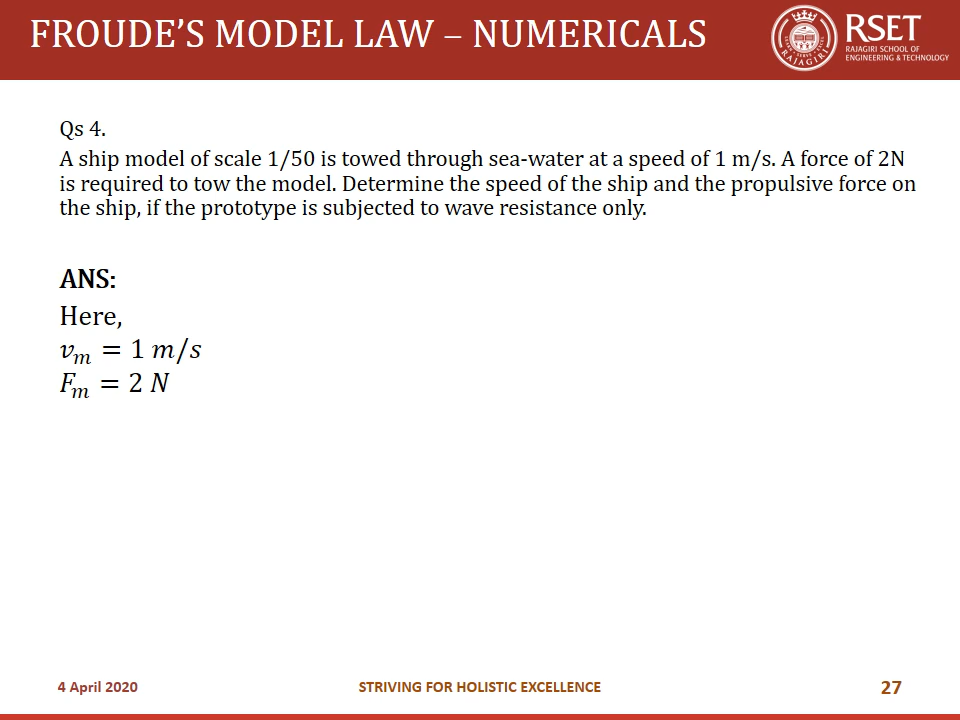 FROUDE’S MODEL LAW – NUMERICALS
RSET
RAJAGIRI SCHOOL OF
ENGINEERING & TECHNOLOGY
RAJAGIRI
Qs 4.
A ship model of scale 1/50 is towed through sea-water at a speed of 1 m/s. A force of 2N
is required to tow the model. Determine the speed of the ship and the propulsive force on
the ship, if the prototype is subjected to wave resistance only.
ANS:
Here,
𝑣𝑚 = 1 𝑚/𝑠
𝐹𝑚 = 2 𝑁
4 April 2020
STRIVING FOR HOLISTIC EXCELLENCE
27